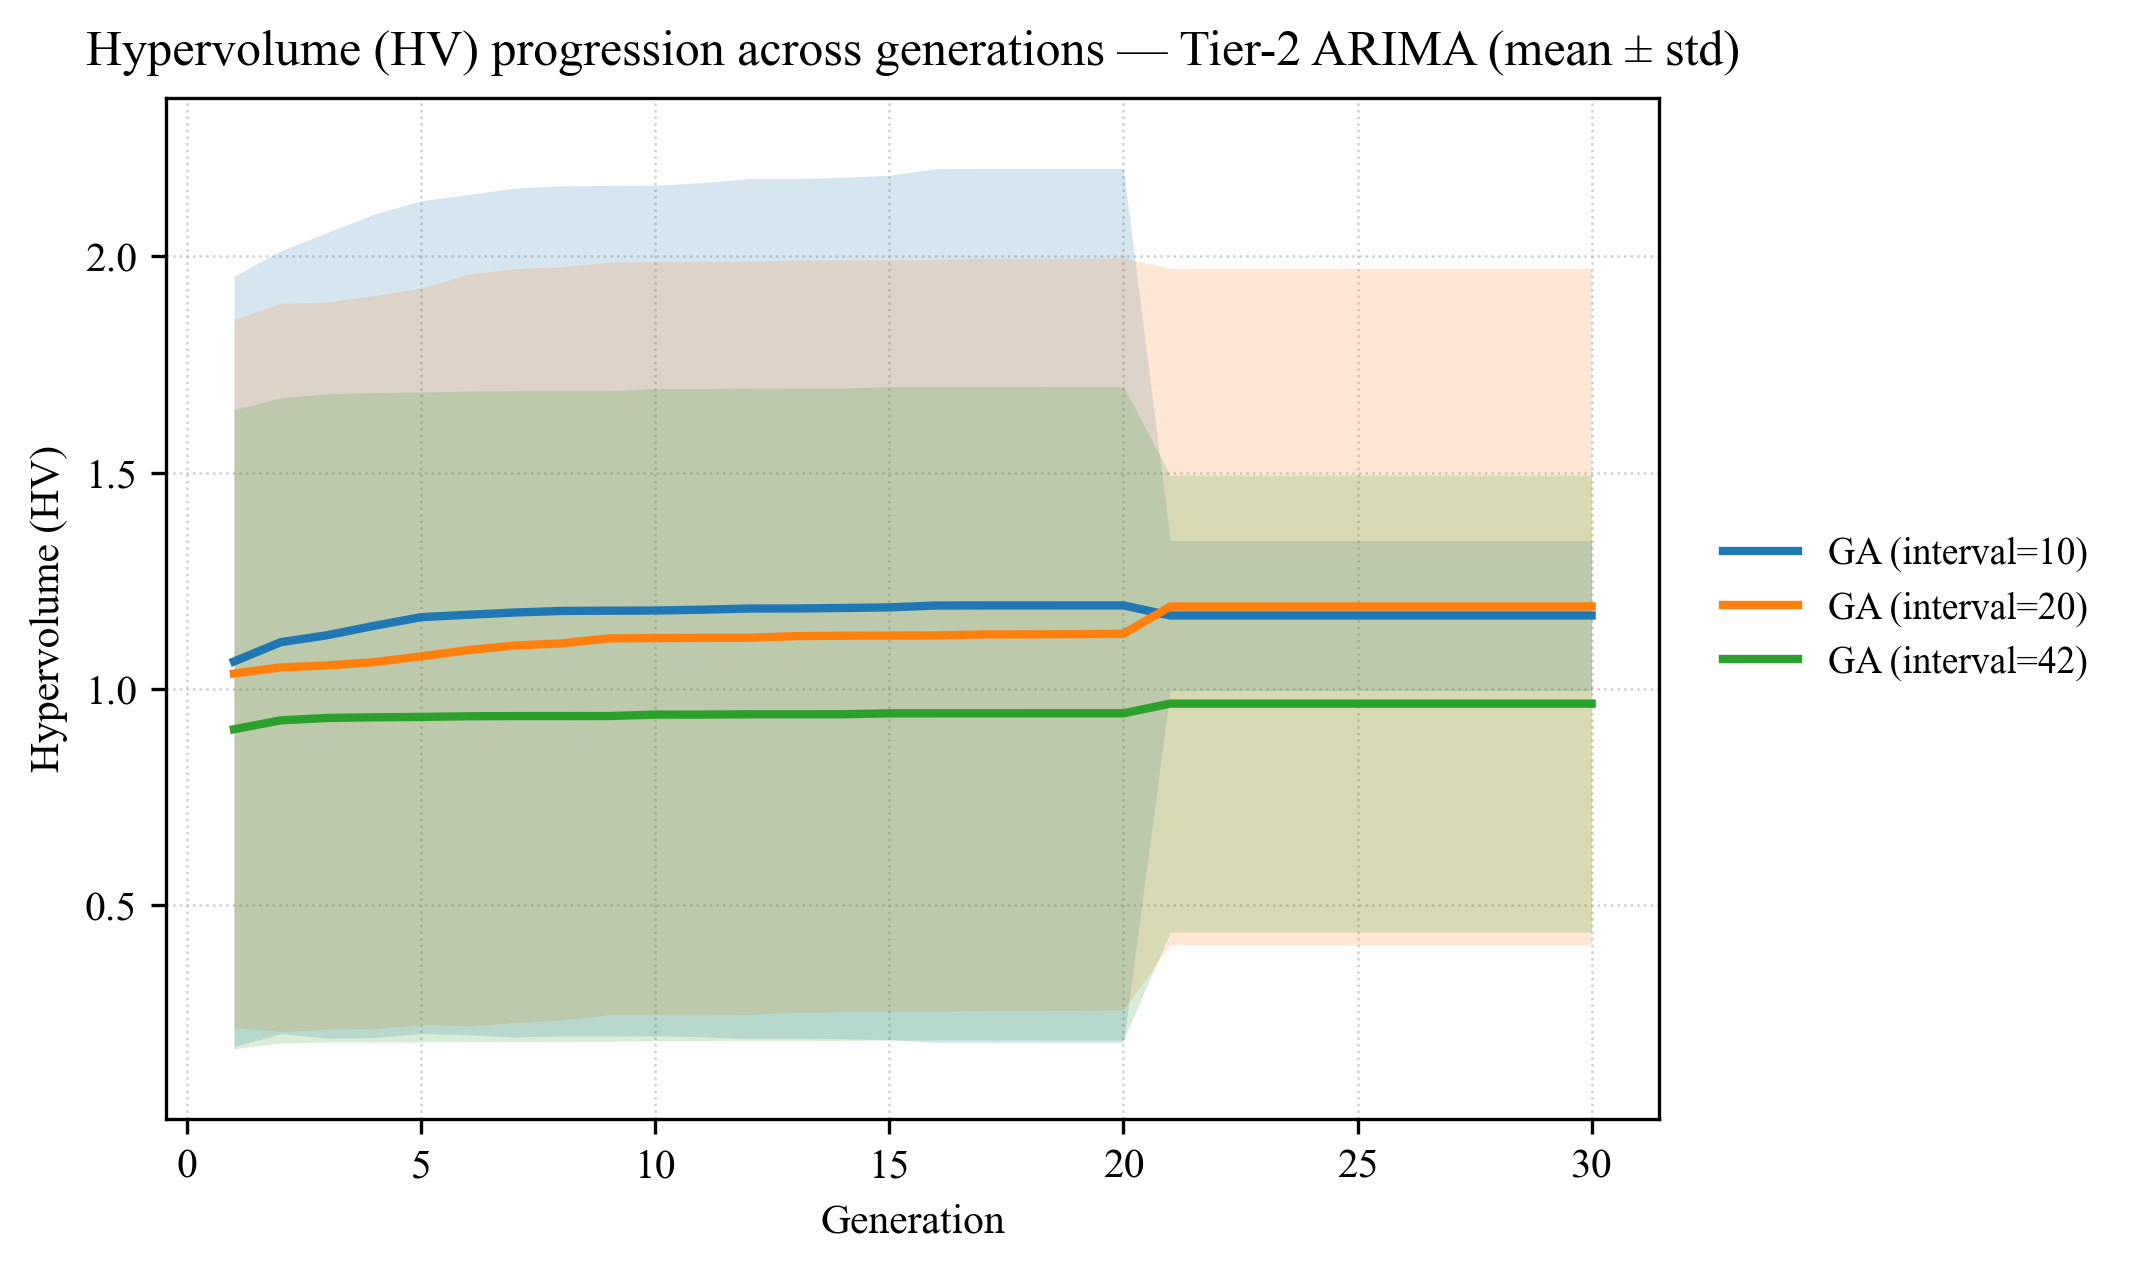 Hypervolume (HV) progression across generations — Tier-2 ARIMA (mean ± std)
Hypervolume (HV)
2.0
1.5
1.0
0.5
0 5 10 15 20 25 30
Generation
GA (interval=10)
GA (interval=20)
GA (interval=42)